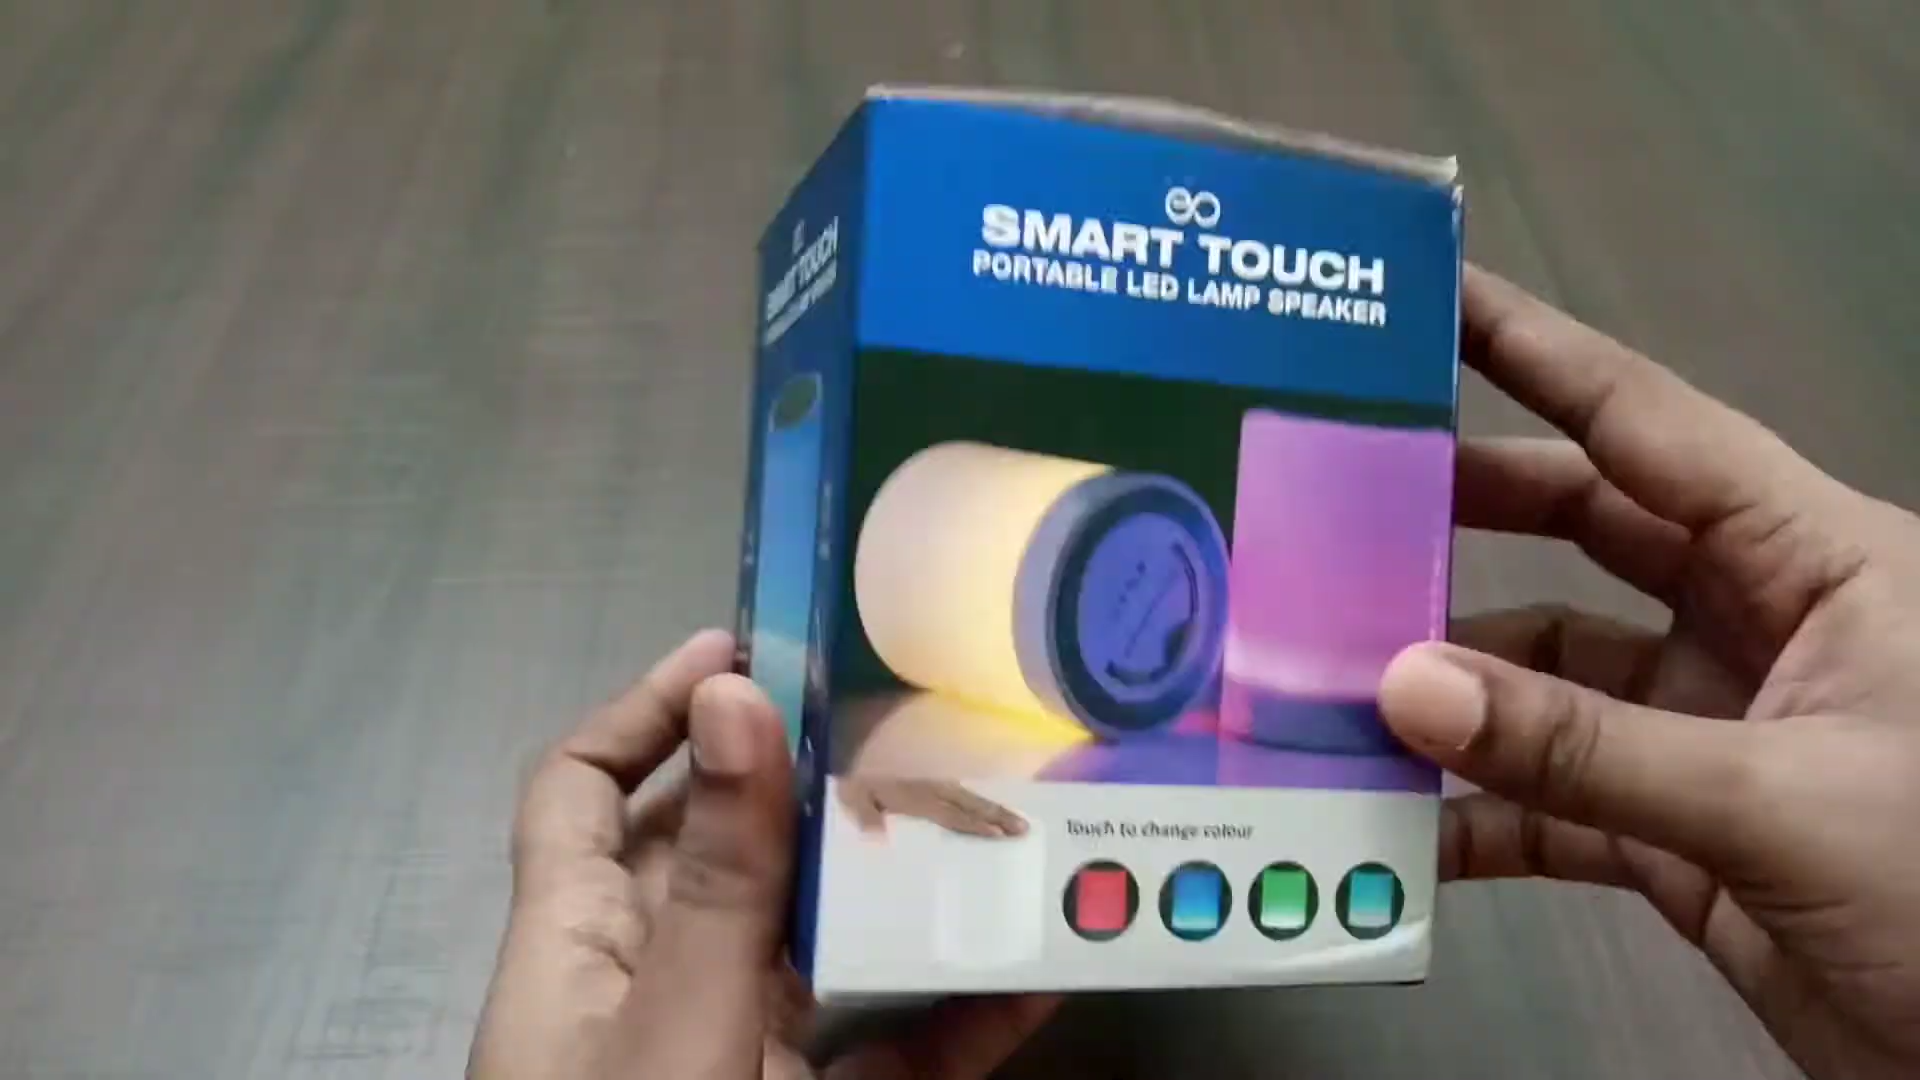 SMART TOUCH
PORTABLE LED LAMP SPEAKER
Touch to change colour
SMART TOUCH